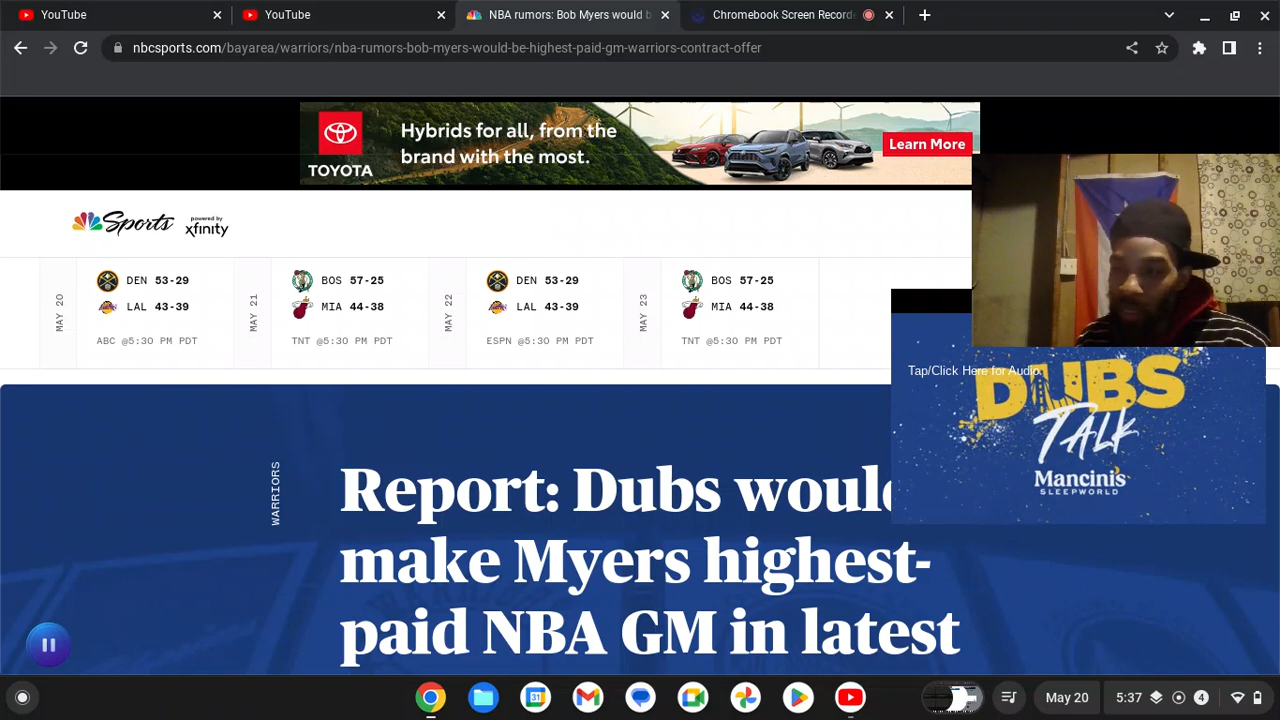 YouTube
YouTube
NBA rumors: Bob Myers would b
Chromebook Screen Recorde
nbcsports.com/bayarea/warriors/nba-rumors-bob-myers-would-be-highest-paid-gm-warriors-contract-offer
TOYOTA
Hybrids for all, from the
brand with the most.
Learn More
Sports
powered by
xfinity
MAY 20
DEN 53-29
LAL 43-39
ABC @5:30 PM PDT
MAY 21
BOS 57-25
MIA 44-38
TNT @5:30 PM PDT
MAY 22
DEN 53-29
LAL 43-39
ESPN @5:30 PM PDT
MAY 23
BOS 57-25
MIA 44-38
TNT @5:30 PM PDT
Tap/Click Here for Audio
DUBS
TALK
Mancini's
SLEEPWORLD
WARRIORS
Report: Dubs would
make Myers highest-
paid NBA GM in latest
31
May 20
5:37
4